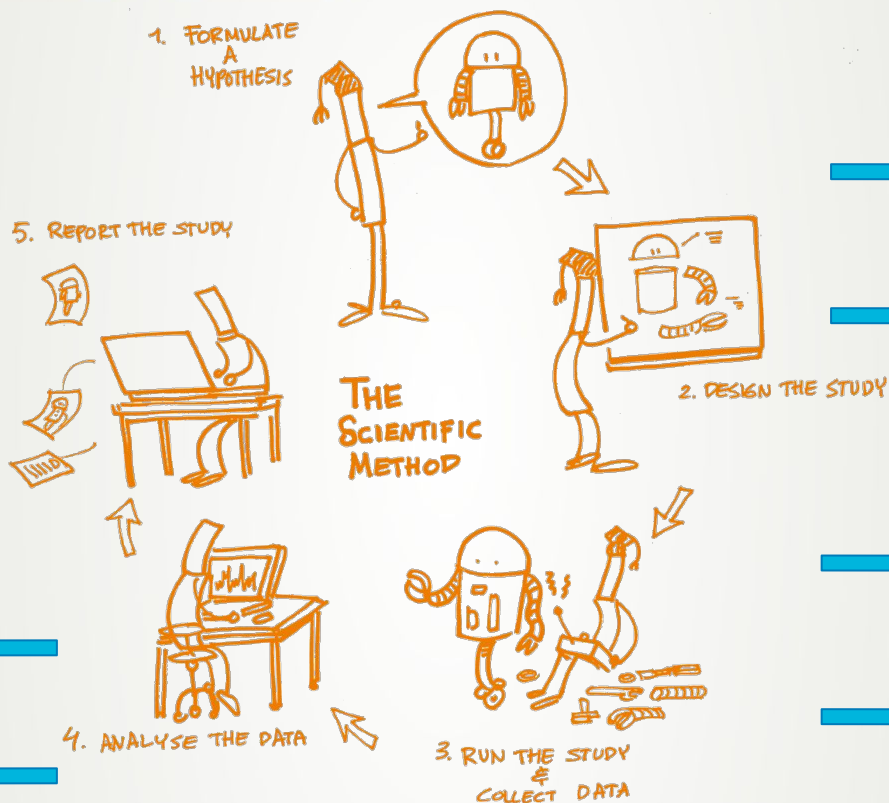 1. FORMULATE
A
HYPOTHESIS
5. REPORT THE STUDY
2. DESIGN THE STUDY
THE
SCIENTIFIC
METHOD
4. ANALYSE THE DATA
3. RUN THE STUDY
&
COLLECT DATA